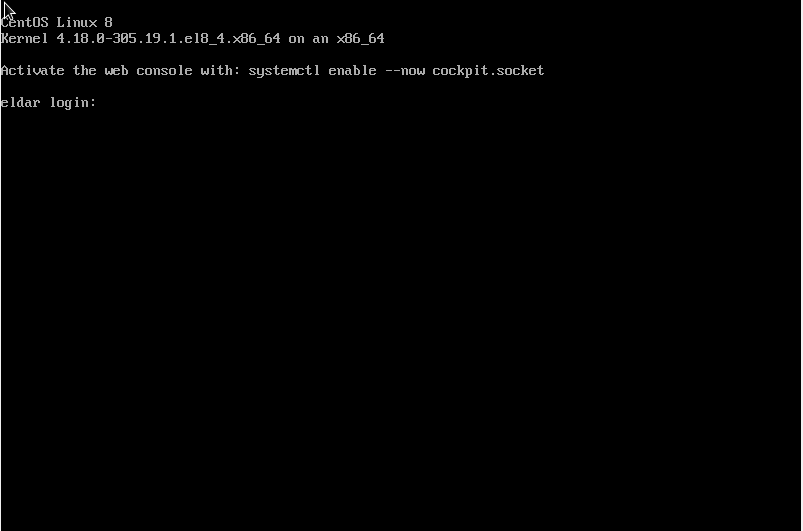 CentOS Linux 8
Kernel 4.18.0-305.19.1.el8_4.x86_64 on an x86_64
Activate the web console with: systemctl enable --now cockpit.socket
eldar login: